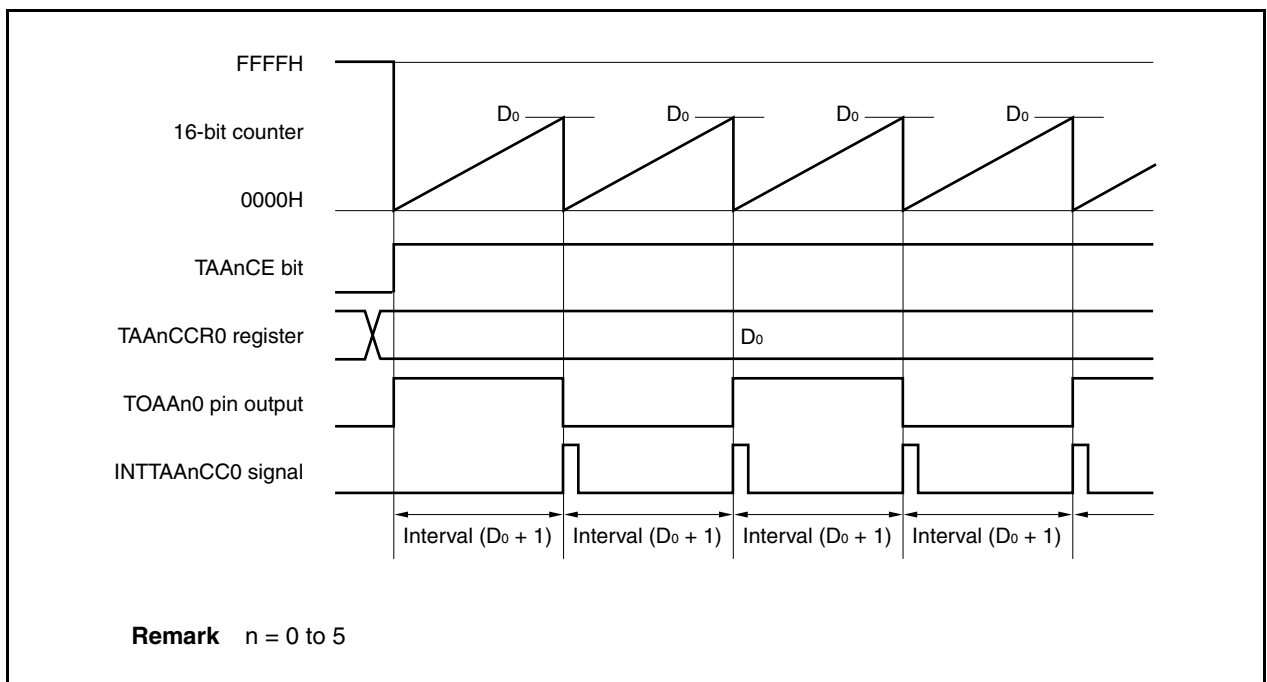 FFFFH
D₀ D₀ D₀ D₀
16-bit counter
0000H
TAAnCE bit
TAAnCCR0 register D₀
TOAAn0 pin output
INTTAAnCC0 signal
Interval (D₀ + 1) Interval (D₀ + 1) Interval (D₀ + 1) Interval (D₀ + 1)
Remark n = 0 to 5